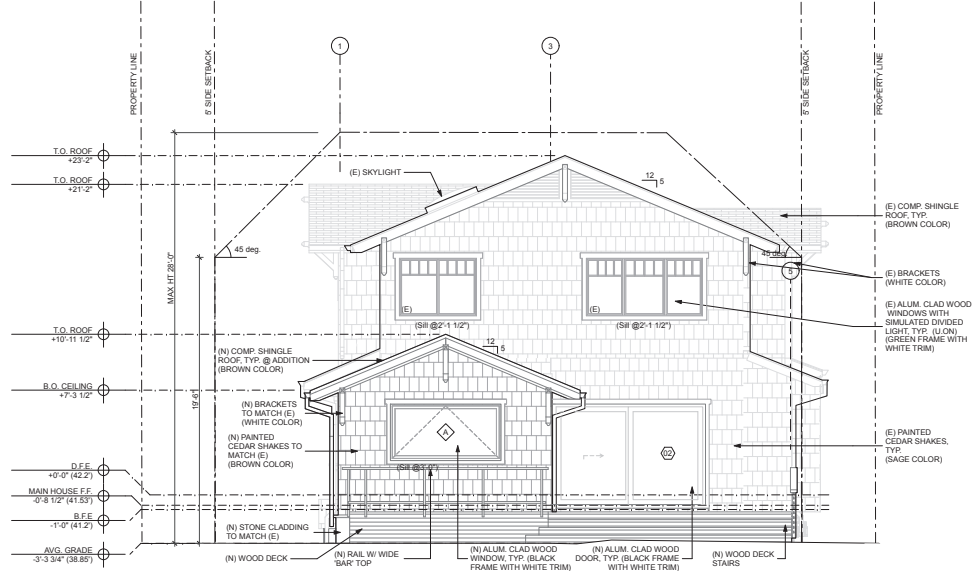 PROPERTY LINE
5' SIDE SETBACK
1
3
5' SIDE SETBACK
PROPERTY LINE
T.O. ROOF
+23'-2"
T.O. ROOF
+21'-2"
(E) SKYLIGHT
12
5
(E) COMP. SHINGLE
ROOF, TYP.
(BROWN COLOR)
45 deg.
45 deg.
5
MAX HT 28'-0"
(E) BRACKETS
(WHITE COLOR)
(E)
(Sill @2'-1 1/2")
(E)
(Sill @2'-1 1/2")
(E) ALUM. CLAD WOOD
WINDOWS WITH
SIMULATED DIVIDED
LIGHT, TYP. (U.ON)
(GREEN FRAME WITH
WHITE TRIM)
T.O. ROOF
+10'-11 1/2"
12
5
(N) COMP. SHINGLE
ROOF, TYP. @ ADDITION
(BROWN COLOR)
B.O. CEILING
+7'-3 1/2"
19'-6"
(N) BRACKETS
TO MATCH (E)
(WHITE COLOR)
(N) PAINTED
CEDAR SHAKES TO
MATCH (E)
(BROWN COLOR)
A
(Sill @3'-0")
02
(E) PAINTED
CEDAR SHAKES,
TYP.
(SAGE COLOR)
D.F.E.
+0'-0" (42.2')
MAIN HOUSE F.F.
-0'-8 1/2" (41.53')
B.F.E
-1'-0" (41.2')
AVG. GRADE
-3'-3 3/4" (38.85')
(N) STONE CLADDING
TO MATCH (E)
(N) WOOD DECK
(N) RAIL W/ WIDE
'BAR' TOP
(N) ALUM. CLAD WOOD
WINDOW, TYP. (BLACK
FRAME WITH WHITE TRIM)
(N) ALUM. CLAD WOOD
DOOR, TYP. (BLACK FRAME
WITH WHITE TRIM)
(N) WOOD DECK
STAIRS